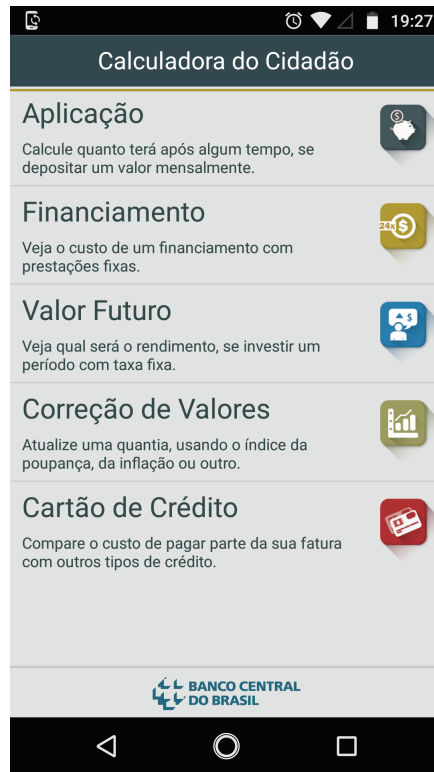 19:27
Calculadora do Cidadão
Aplicação
Calcule quanto terá após algum tempo, se
depositar um valor mensalmente.
Financiamento
24x
Veja o custo de um financiamento com
prestações fixas.
Valor Futuro
Veja qual será o rendimento, se investir um
período com taxa fixa.
Correção de Valores
Atualize uma quantia, usando o índice da
poupança, da inflação ou outro.
Cartão de Crédito
Compare o custo de pagar parte da sua fatura
com outros tipos de crédito.
BANCO CENTRAL
DO BRASIL